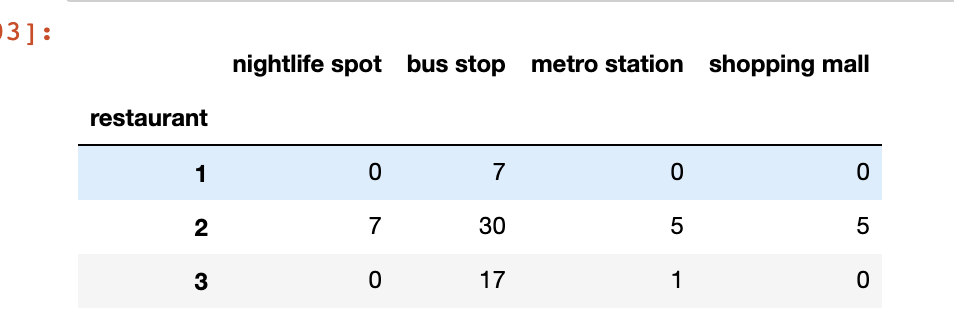 3]:
nightlife spot bus stop metro station shopping mall
restaurant
1 0 7 0 0
2 7 30 5 5
3 0 17 1 0